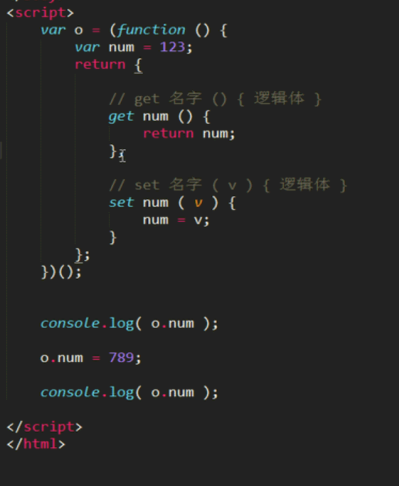 <script>
var o = (function () {
var num = 123;
return {
// get 名字 () { 逻辑体 }
get num () {
return num;
},
// set 名字 ( v ) { 逻辑体 }
set num ( v ) {
num = v;
}
};
})();
console.log( o.num );
o.num = 789;
console.log( o.num );
</script>
</html>